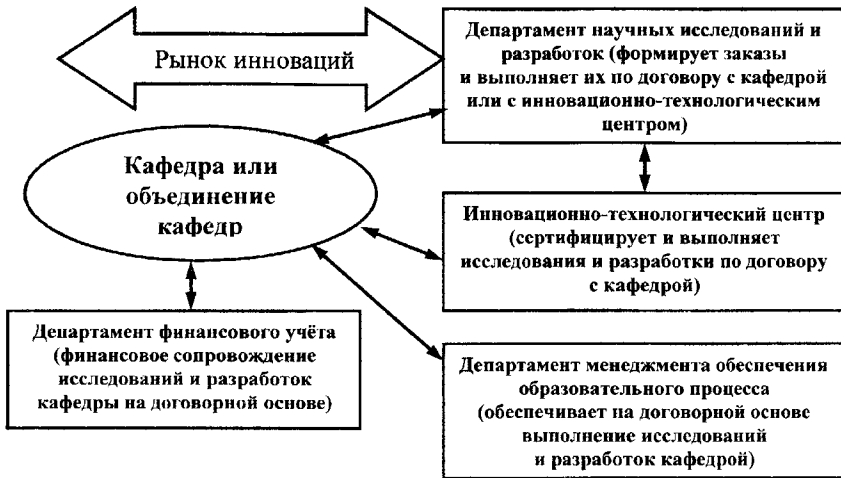 Рынок инноваций
Департамент научных исследований и
разработок (формирует заказы
и выполняет их по договору с кафедрой
или с инновационно-технологическим
центром)
Кафедра или
объединение
кафедр
Инновационно-технологический центр
(сертифицирует и выполняет
исследования и разработки по договору
с кафедрой)
Департамент финансового учёта
(финансовое сопровождение
исследований и разработок
кафедры на договорной основе)
Департамент менеджмента обеспечения
образовательного процесса
(обеспечивает на договорной основе
выполнение исследований
и разработок кафедрой)